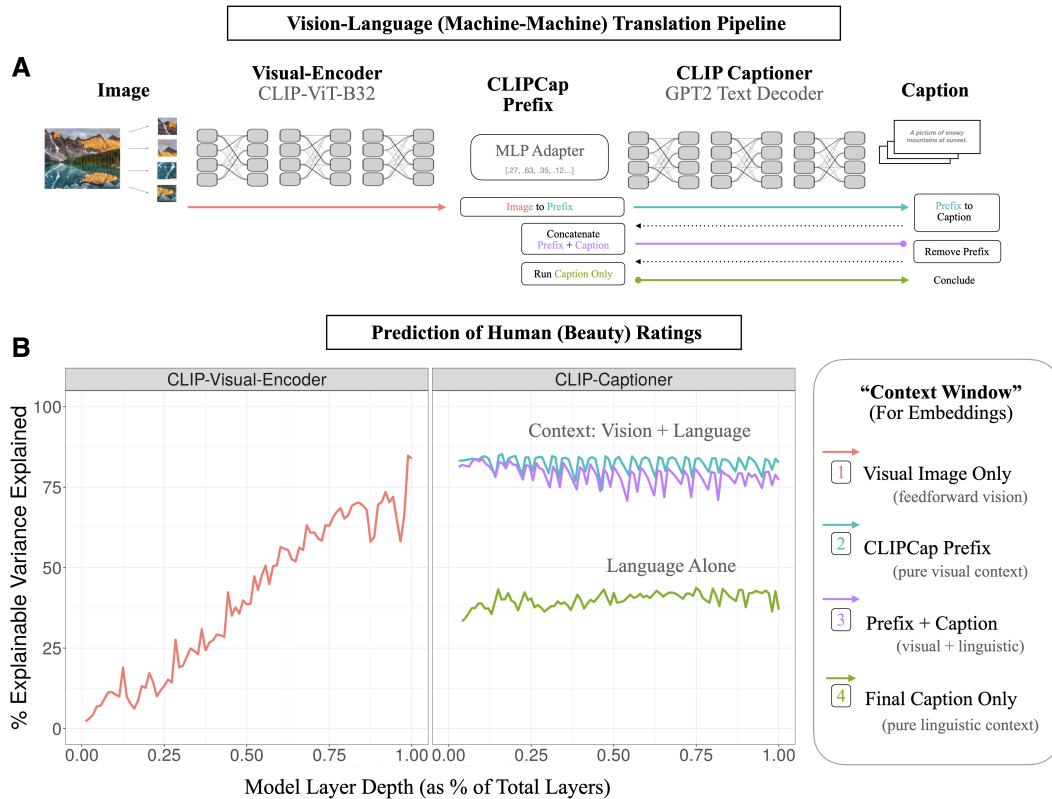 Vision-Language (Machine-Machine) Translation Pipeline
A
Image
Visual-Encoder
CLIP-ViT-B32
CLIPCap
Prefix
CLIP Captioner
GPT2 Text Decoder
Caption
MLP Adapter
[.27, .63, .35, .12...]
A picture of snowy
mountains at sunset.
Image to Prefix
Prefix to
Caption
Concatenate
Prefix + Caption
Remove Prefix
Run Caption Only
Conclude
B
Prediction of Human (Beauty) Ratings
CLIP-Visual-Encoder
CLIP-Captioner
% Explainable Variance Explained
100
75
50
25
0
Context: Vision + Language
Language Alone
0.00 0.25 0.50 0.75 1.00
0.00 0.25 0.50 0.75 1.00
Model Layer Depth (as % of Total Layers)
“Context Window”
(For Embeddings)
1 Visual Image Only
(feedforward vision)
2 CLIPCap Prefix
(pure visual context)
3 Prefix + Caption
(visual + linguistic)
4 Final Caption Only
(pure linguistic context)